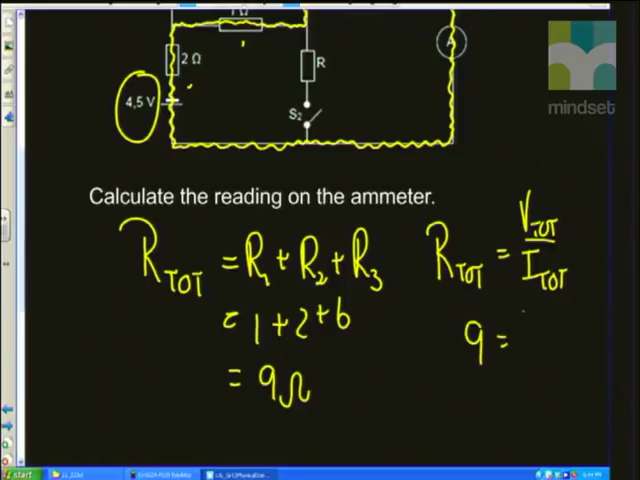 1 Ω
2 Ω
A
R
4,5 V
S2
mindset
Calculate the reading on the ammeter.
RTOT = R1 + R2 + R3
= 1 + 2 + 6
= 9Ω
RTOT = VTOT / ITOT
9 =
start